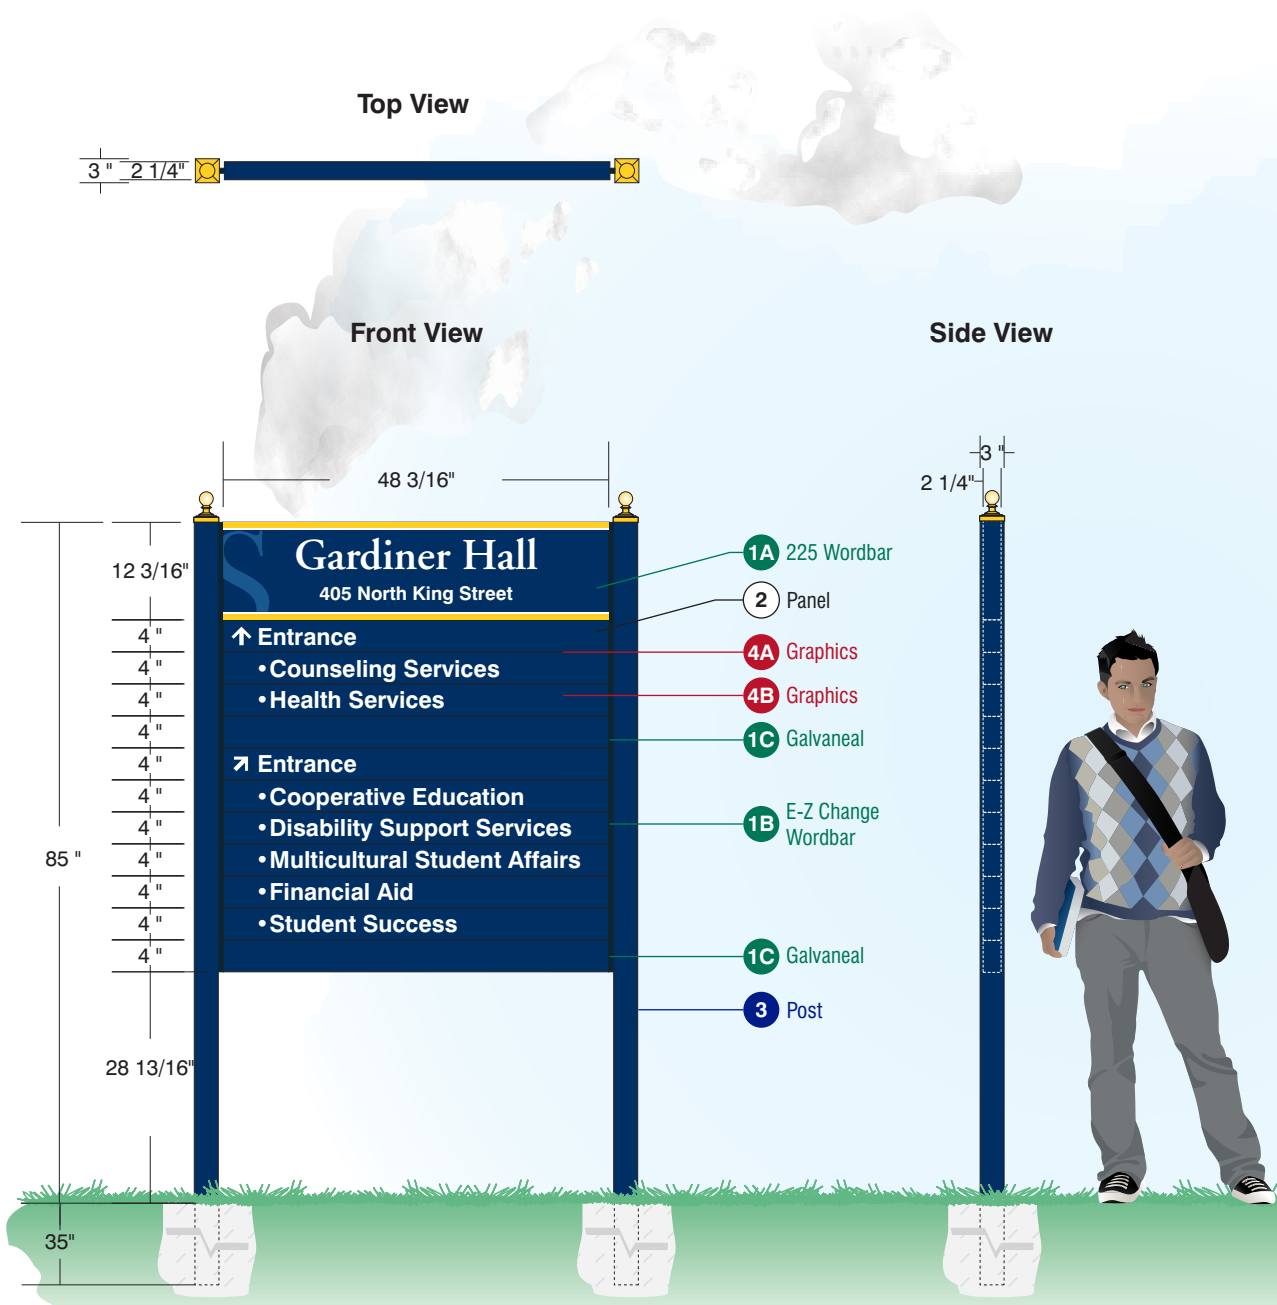 Top View
3 "
2 1/4"
Front View
Side View
48 3/16"
3 "
2 1/4"
Gardiner Hall
405 North King Street
12 3/16"
1A 225 Wordbar
2 Panel
4 "
↑ Entrance
4A Graphics
4 "
•Counseling Services
4 "
•Health Services
4B Graphics
4 "
1C Galvaneal
4 "
↗ Entrance
4 "
•Cooperative Education
4 "
•Disability Support Services
1B E-Z Change
Wordbar
4 "
•Multicultural Student Affairs
85 "
4 "
•Financial Aid
4 "
•Student Success
4 "
1C Galvaneal
3 Post
28 13/16"
35"
S